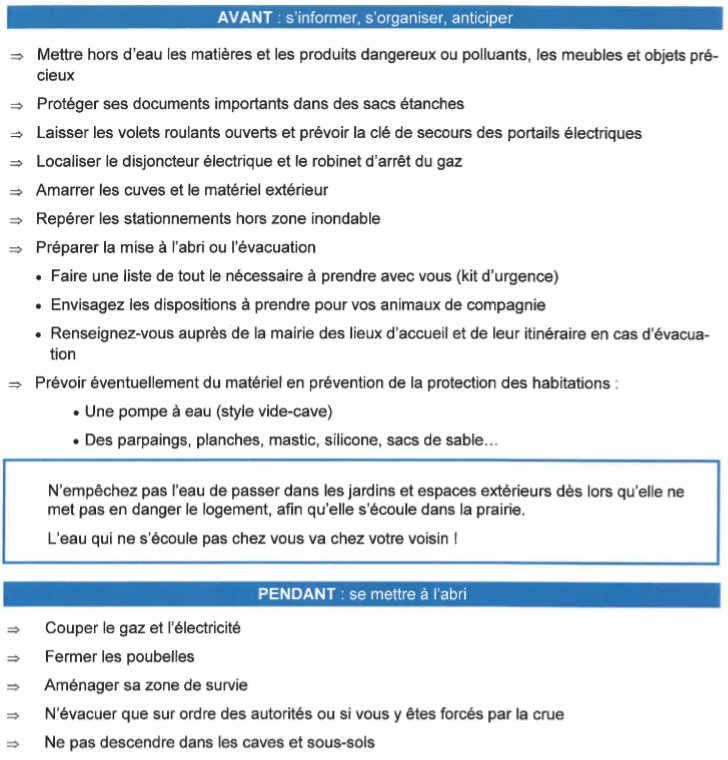 AVANT : s'informer, s'organiser, anticiper
⇒ Mettre hors d'eau les matières et les produits dangereux ou polluants, les meubles et objets pré-
cieux
⇒ Protéger ses documents importants dans des sacs étanches
⇒ Laisser les volets roulants ouverts et prévoir la clé de secours des portails électriques
⇒ Localiser le disjoncteur électrique et le robinet d'arrêt du gaz
⇒ Amarrer les cuves et le matériel extérieur
⇒ Repérer les stationnements hors zone inondable
⇒ Préparer la mise à l'abri ou l'évacuation
• Faire une liste de tout le nécessaire à prendre avec vous (kit d'urgence)
• Envisagez les dispositions à prendre pour vos animaux de compagnie
• Renseignez-vous auprès de la mairie des lieux d'accueil et de leur itinéraire en cas d'évacua-
tion
⇒ Prévoir éventuellement du matériel en prévention de la protection des habitations :
• Une pompe à eau (style vide-cave)
• Des parpaings, planches, mastic, silicone, sacs de sable…
N'empêchez pas l'eau de passer dans les jardins et espaces extérieurs dès lors qu'elle ne
met pas en danger le logement, afin qu'elle s'écoule dans la prairie.
L'eau qui ne s'écoule pas chez vous va chez votre voisin !
PENDANT : se mettre à l'abri
⇒ Couper le gaz et l'électricité
⇒ Fermer les poubelles
⇒ Aménager sa zone de survie
⇒ N'évacuer que sur ordre des autorités ou si vous y êtes forcés par la crue
⇒ Ne pas descendre dans les caves et sous-sols